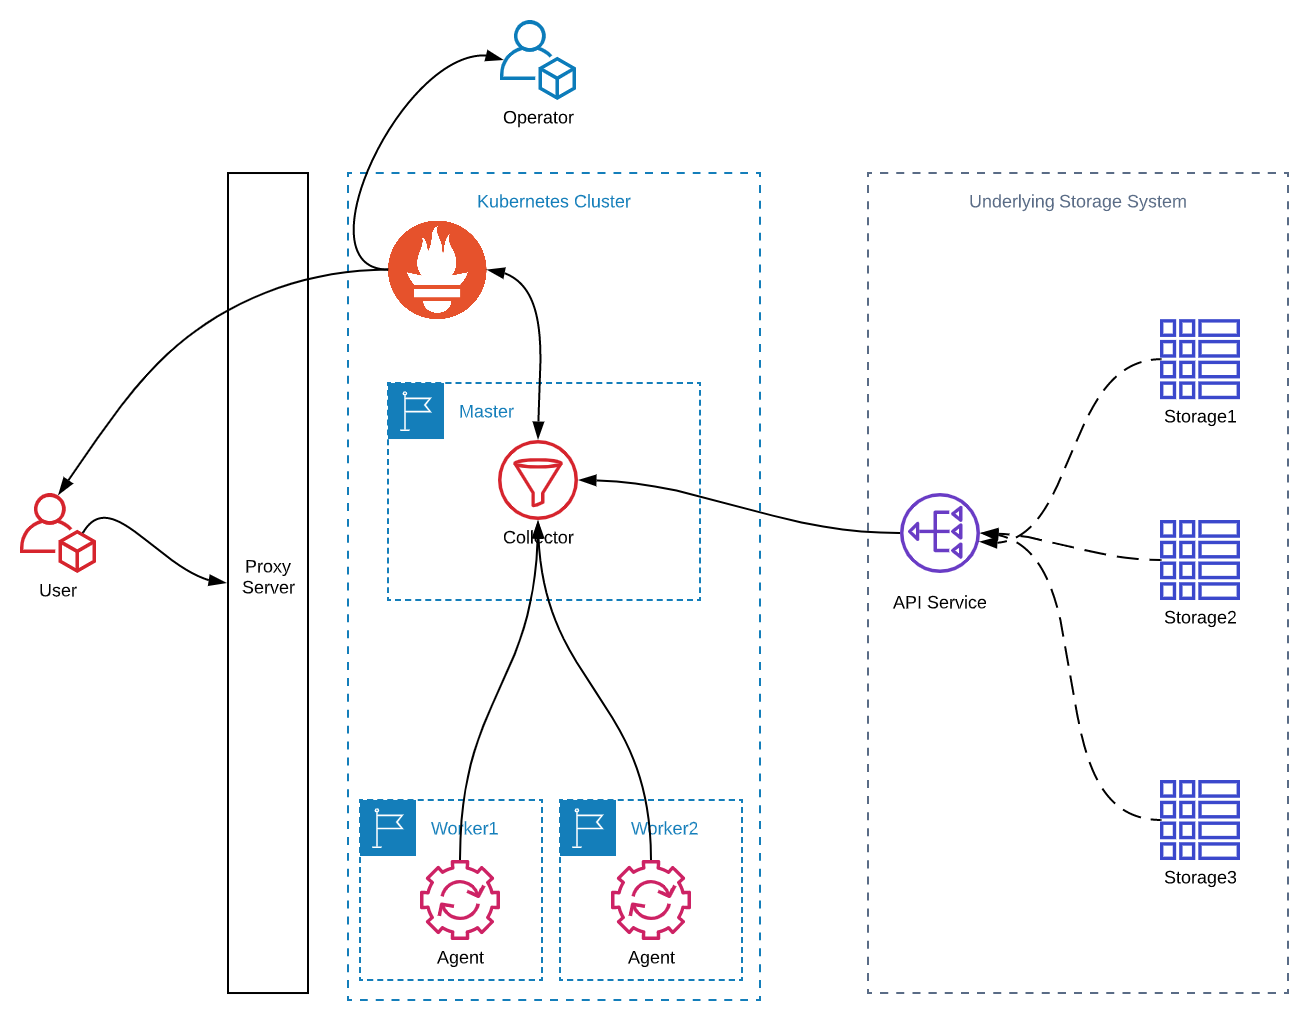 Operator
Kubernetes Cluster
Underlying Storage System
Master
Storage1
Collector
Proxy
Server
User
API Service
Storage2
Worker1
Worker2
Storage3
Agent
Agent